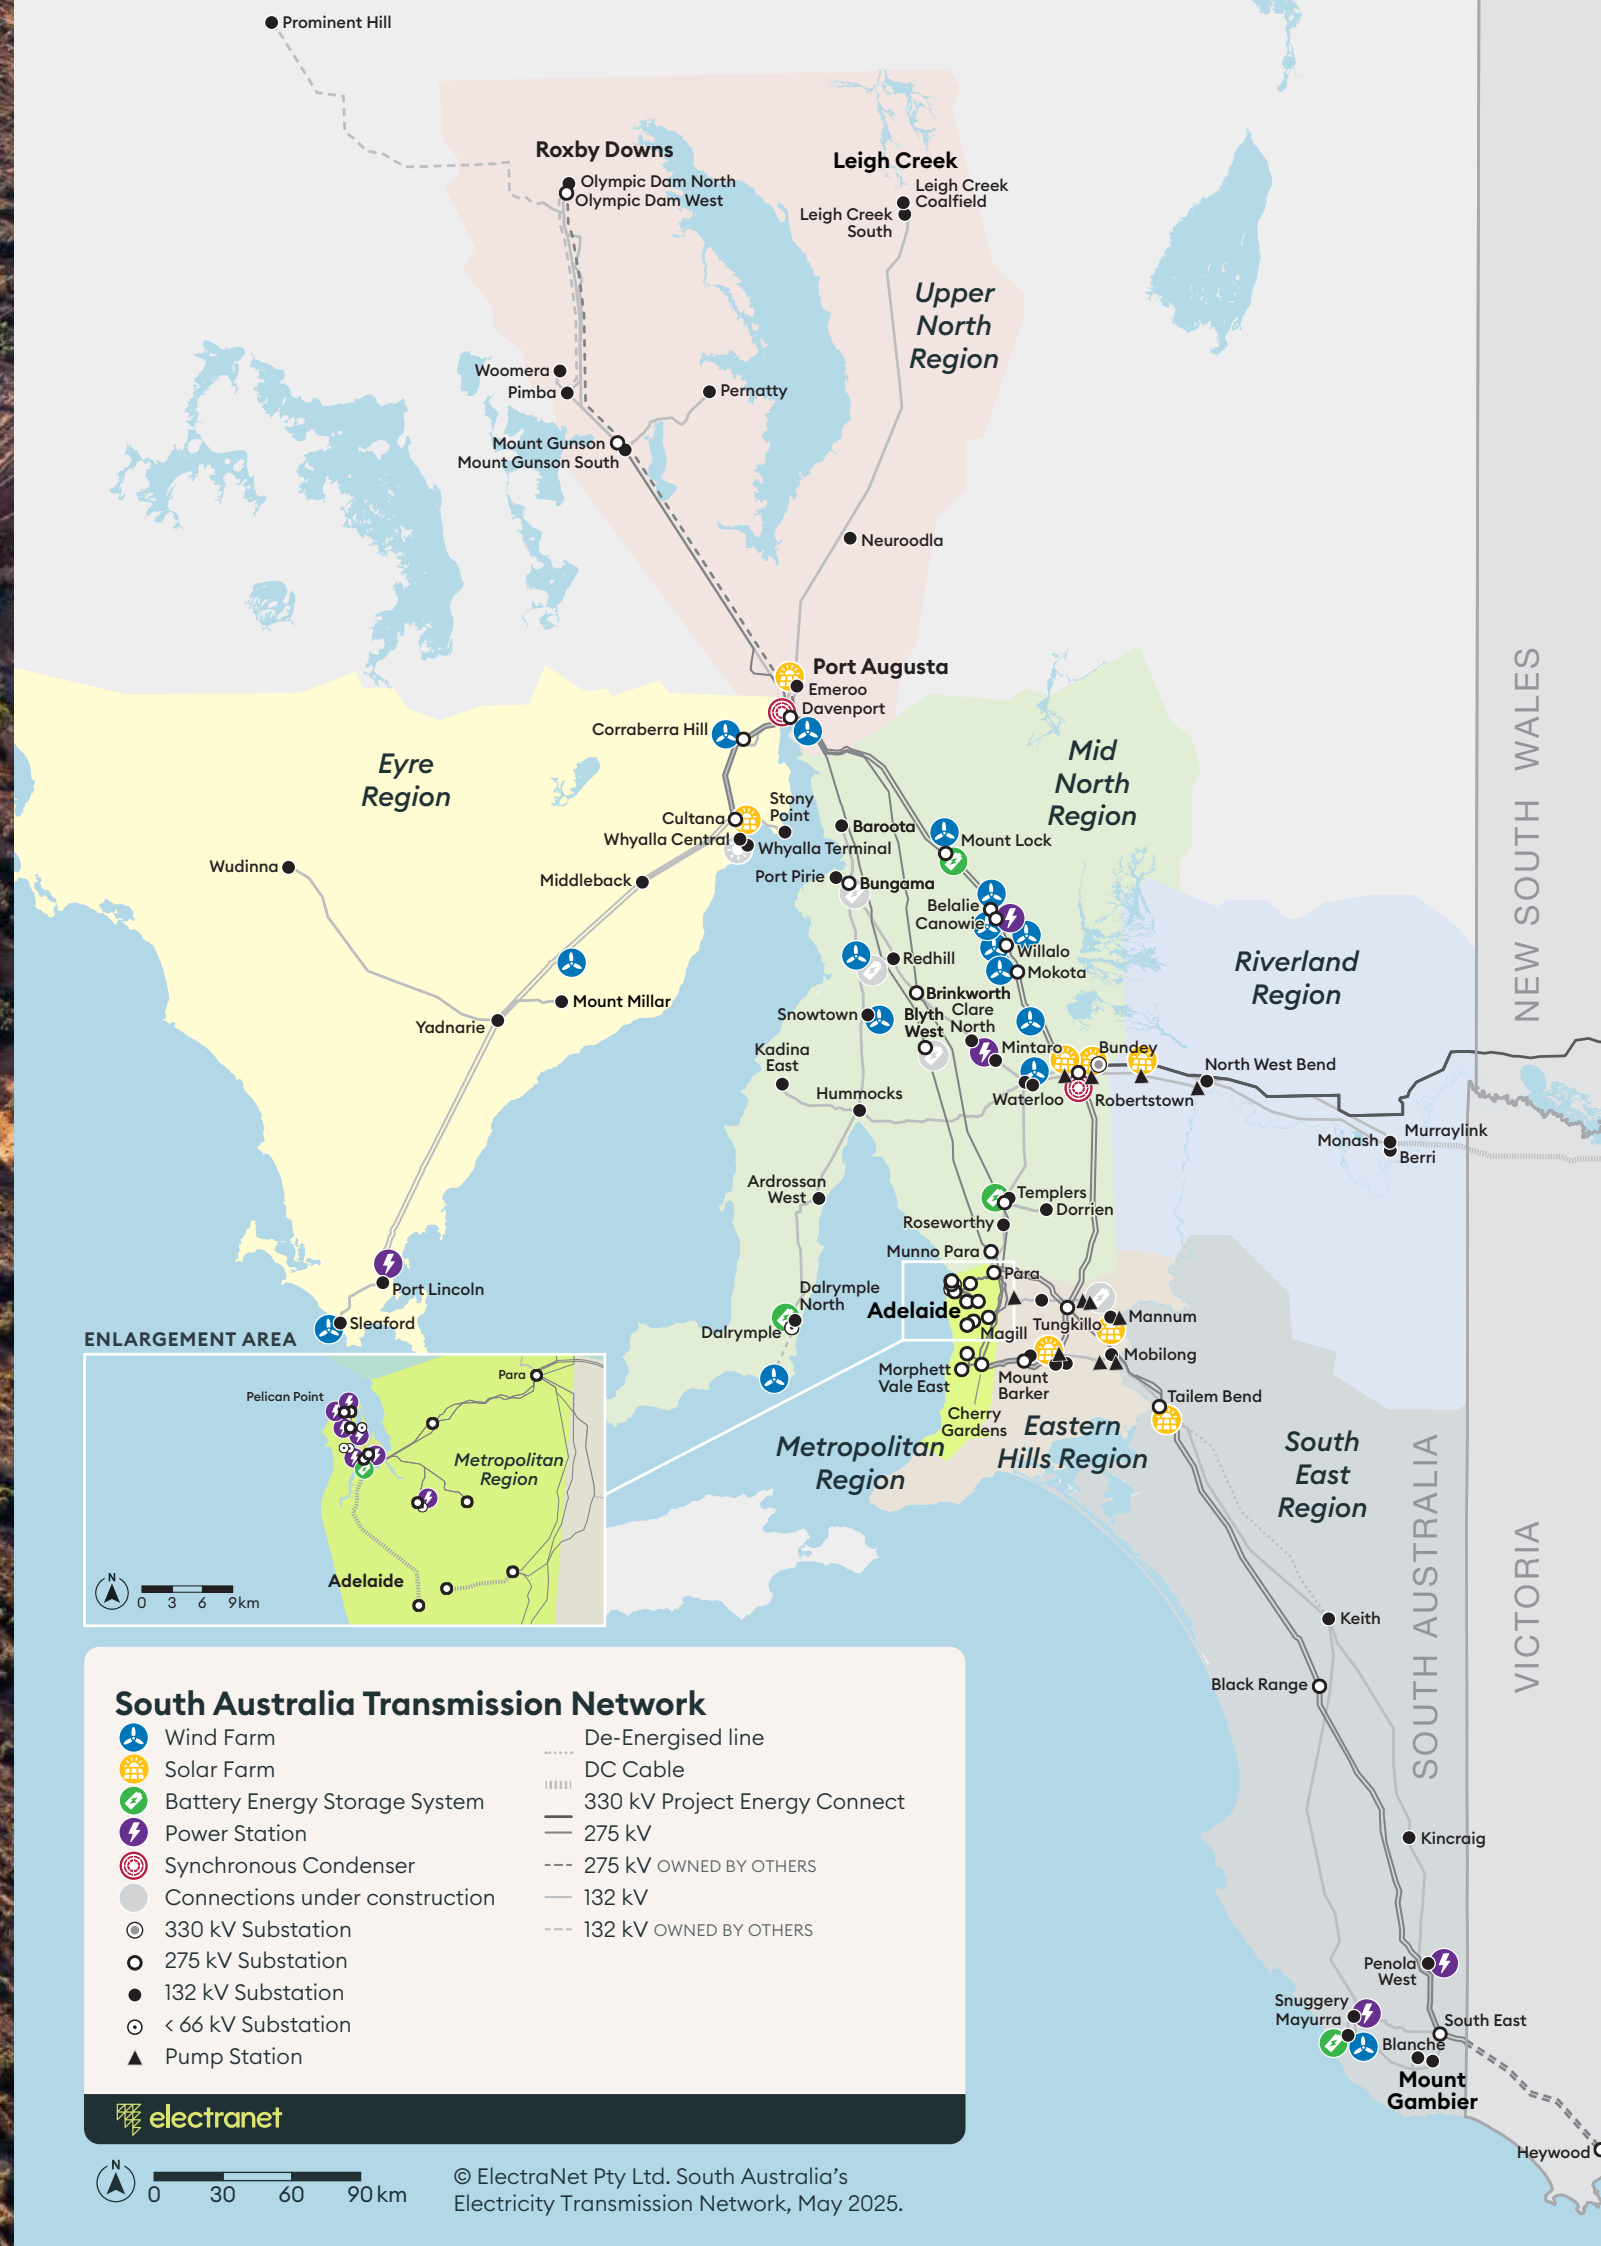 Prominent Hill
Roxby Downs
Olympic Dam North
Olympic Dam West
Leigh Creek
Leigh Creek
Coalfield
Leigh Creek
South
Upper
North
Region
Woomera
Pimba
Pernatty
Mount Gunson
Mount Gunson South
Neuroodla
Port Augusta
Emeroo
Davenport
Corraberra Hill
Eyre
Region
Mid
North
Region
NEW SOUTH WALES
Stony
Point
Cultana
Whyalla Central
Whyalla Terminal
Baroota
Mount Lock
Wudinna
Middleback
Port Pirie
Bungama
Belalie
Canowie
Willalo
Mokota
Redhill
Riverland
Region
Mount Millar
Yadnarie
Brinkworth
Snowtown
Blyth
West
Clare
North
Kadina
East
Mintaro
Bundey
North West Bend
Hummocks
Waterloo
Robertstown
Murraylink
Monash
Berri
Ardrossan
West
Templers
Dorrien
Roseworthy
Munno Para
Para
Port Lincoln
Sleaford
Dalrymple
North
Dalrymple
Adelaide
Magill
Tungkillo
Mannum
Mobilong
Morphett
Vale East
Mount
Barker
Tailem Bend
Cherry
Gardens
Metropolitan
Region
Eastern
Hills Region
South
East
Region
SOUTH AUSTRALIA
VICTORIA
ENLARGEMENT AREA
Para
Pelican Point
Metropolitan
Region
Adelaide
N
0 3 6 9 km
Keith
Black Range
Kincraig
Penola
West
Snuggery
Mayurra
South East
Blanche
Mount
Gambier
Heywood
South Australia Transmission Network
Wind Farm
Solar Farm
Battery Energy Storage System
Power Station
Synchronous Condenser
Connections under construction
330 kV Substation
275 kV Substation
132 kV Substation
< 66 kV Substation
Pump Station
De-Energised line
DC Cable
330 kV Project Energy Connect
275 kV
275 kV OWNED BY OTHERS
132 kV
132 kV OWNED BY OTHERS
electranet
N
0 30 60 90 km
© ElectraNet Pty Ltd. South Australia's
Electricity Transmission Network, May 2025.